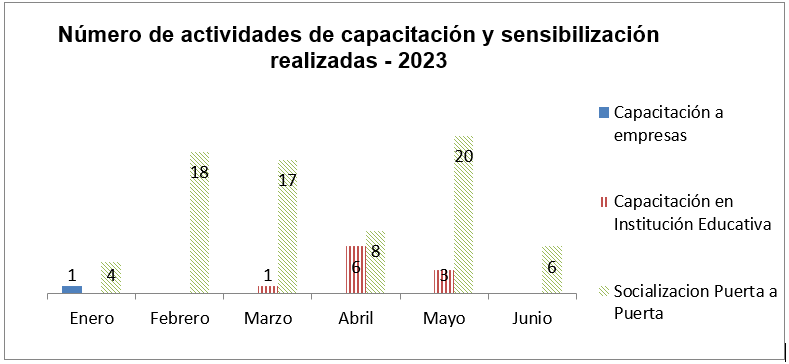 Número de actividades de capacitación y sensibilización
realizadas - 2023
1
4
18
1
17
6
8
3
20
6
Enero
Febrero
Marzo
Abril
Mayo
Junio
Capacitación a
empresas
Capacitación en
Institución Educativa
Socializacion Puerta a
Puerta